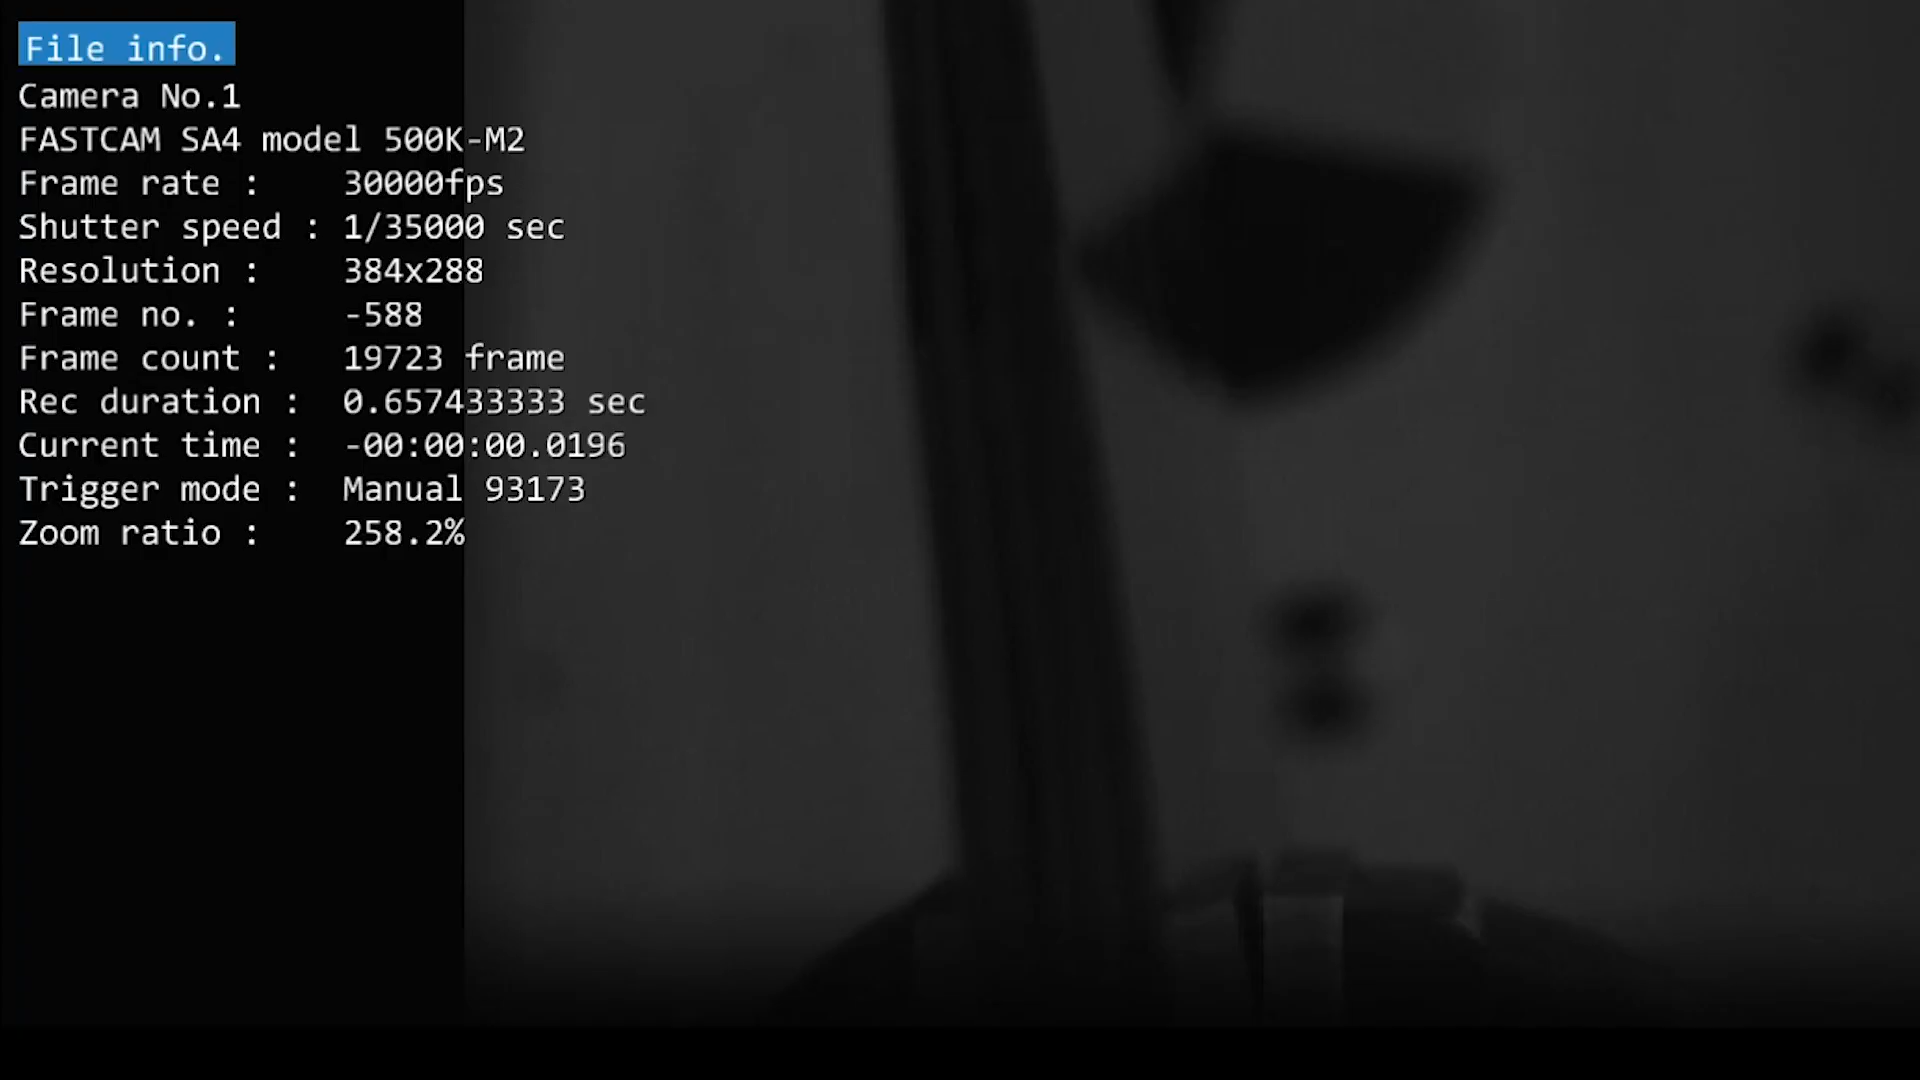 File info.
Camera No.1
FASTCAM SA4 model 500K-M2
Frame rate : 30000fps
Shutter speed : 1/35000 sec
Resolution : 384x288
Frame no. : -588
Frame count : 19723 frame
Rec duration : 0.657433333 sec
Current time : -00:00:00.0196
Trigger mode : Manual 93173
Zoom ratio : 258.2%